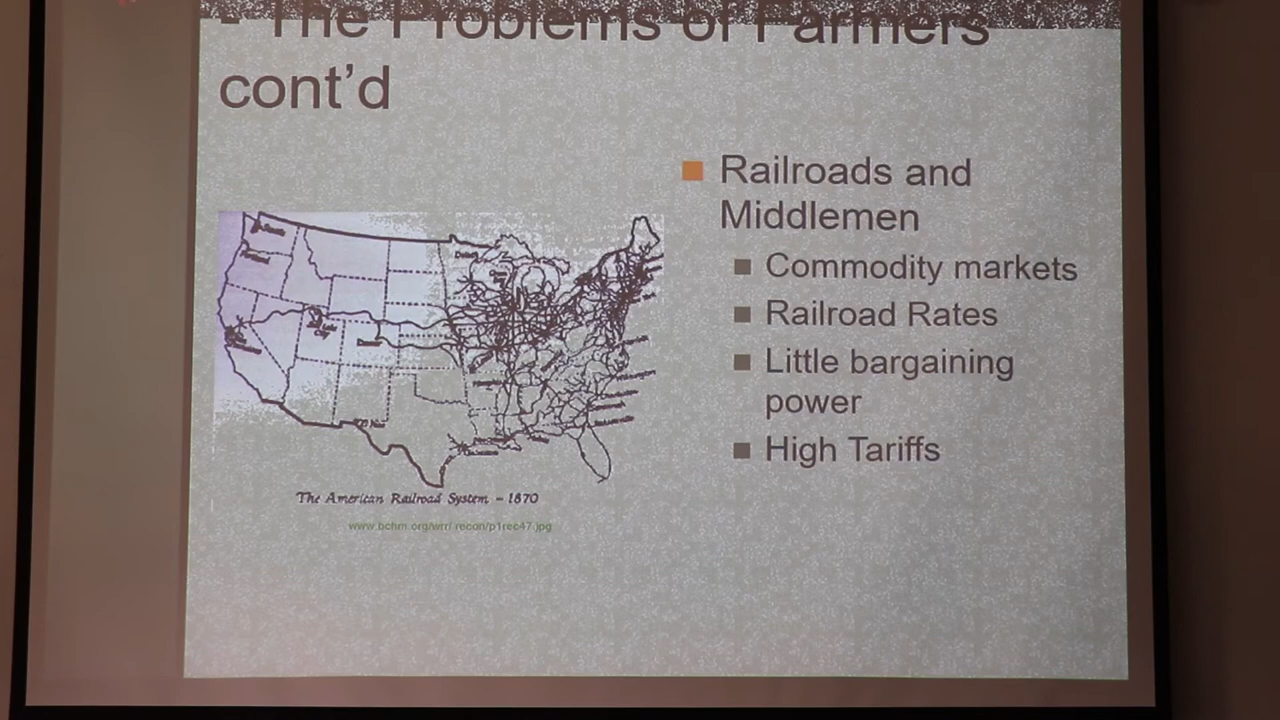 - The Problems of Farmers
cont'd
Railroads and
Middlemen
Commodity markets
Railroad Rates
Little bargaining
power
High Tariffs
The American Railroad System - 1870
www.bchm.org/wrr/recon/p1rec47.jpg